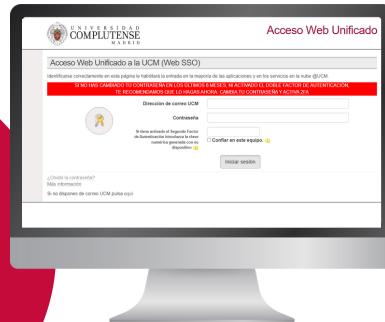 UNIVERSIDAD
COMPLUTENSE
MADRID
Acceso Web Unificado
Acceso Web Unificado a la UCM (Web SSO)
Identificarse correctamente en esta página le habilitará la entrada en la mayoría de las aplicaciones y en los servicios en la nube @UCM.
SI NO HAS CAMBIADO TU CONTRASEÑA EN LOS ÚLTIMOS 6 MESES, NI ACTIVADO EL DOBLE FACTOR DE AUTENTICACIÓN,
TE RECOMENDAMOS QUE LO HAGAS AHORA. CAMBIA TU CONTRASEÑA Y ACTIVA 2FA
Dirección de correo UCM
Contraseña
Si tiene activado el Segundo Factor
de Autenticación introduzca la clave
numérica generada con su
dispositivo
Confiar en este equipo.
Iniciar sesión
¿Olvidó la contraseña?
Más información
Si no dispones de correo UCM pulsa aquí